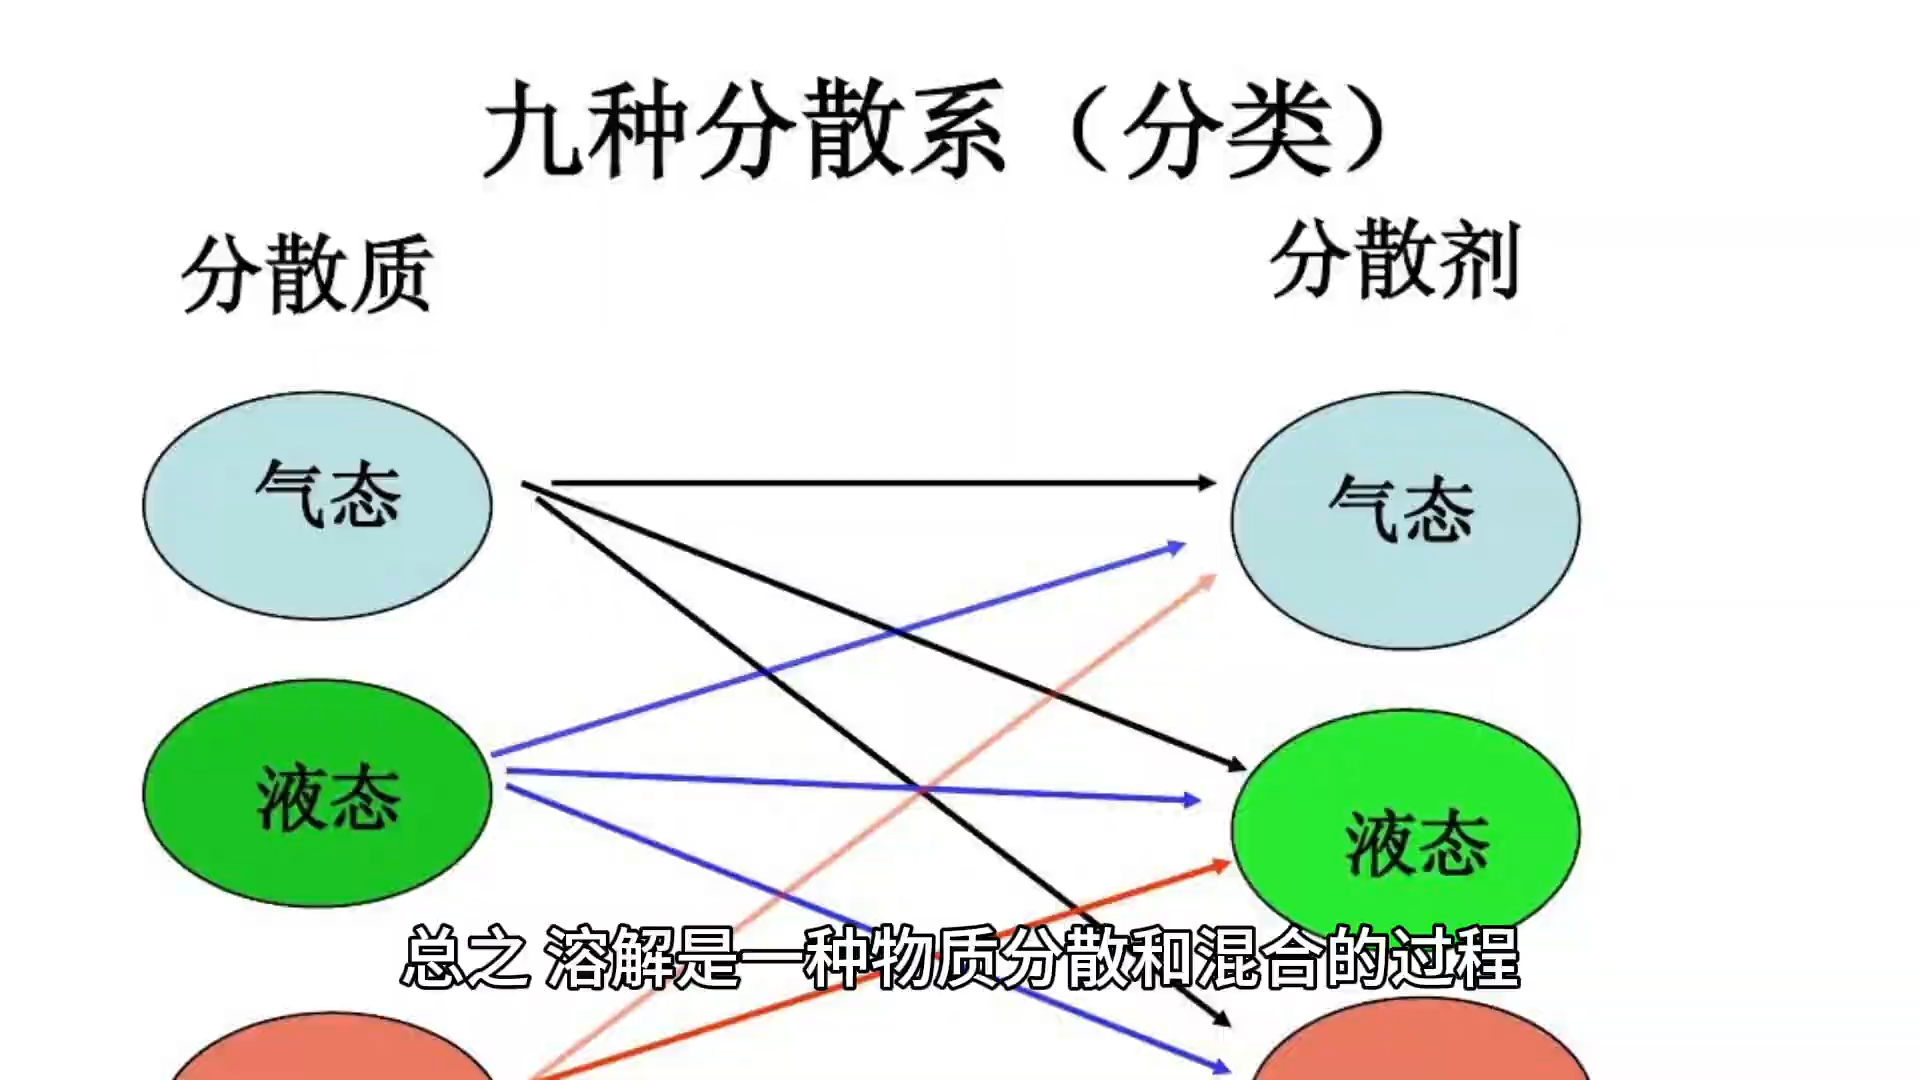 九种分散系（分类）
分散质
分散剂
气态
气态
液态
液态
总之 溶解是一种物质分散和混合的过程